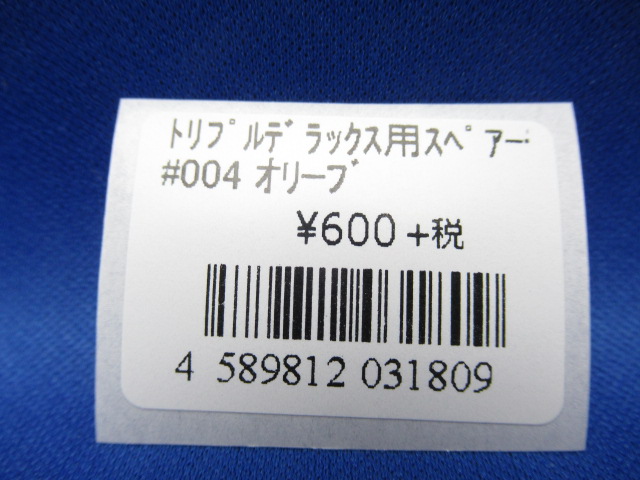 ﾄﾘﾌﾟﾙﾃﾞﾗｯｸｽ用ｽﾍﾟｱｰ
#004 オリーブ
¥600+税
4 589812 031809